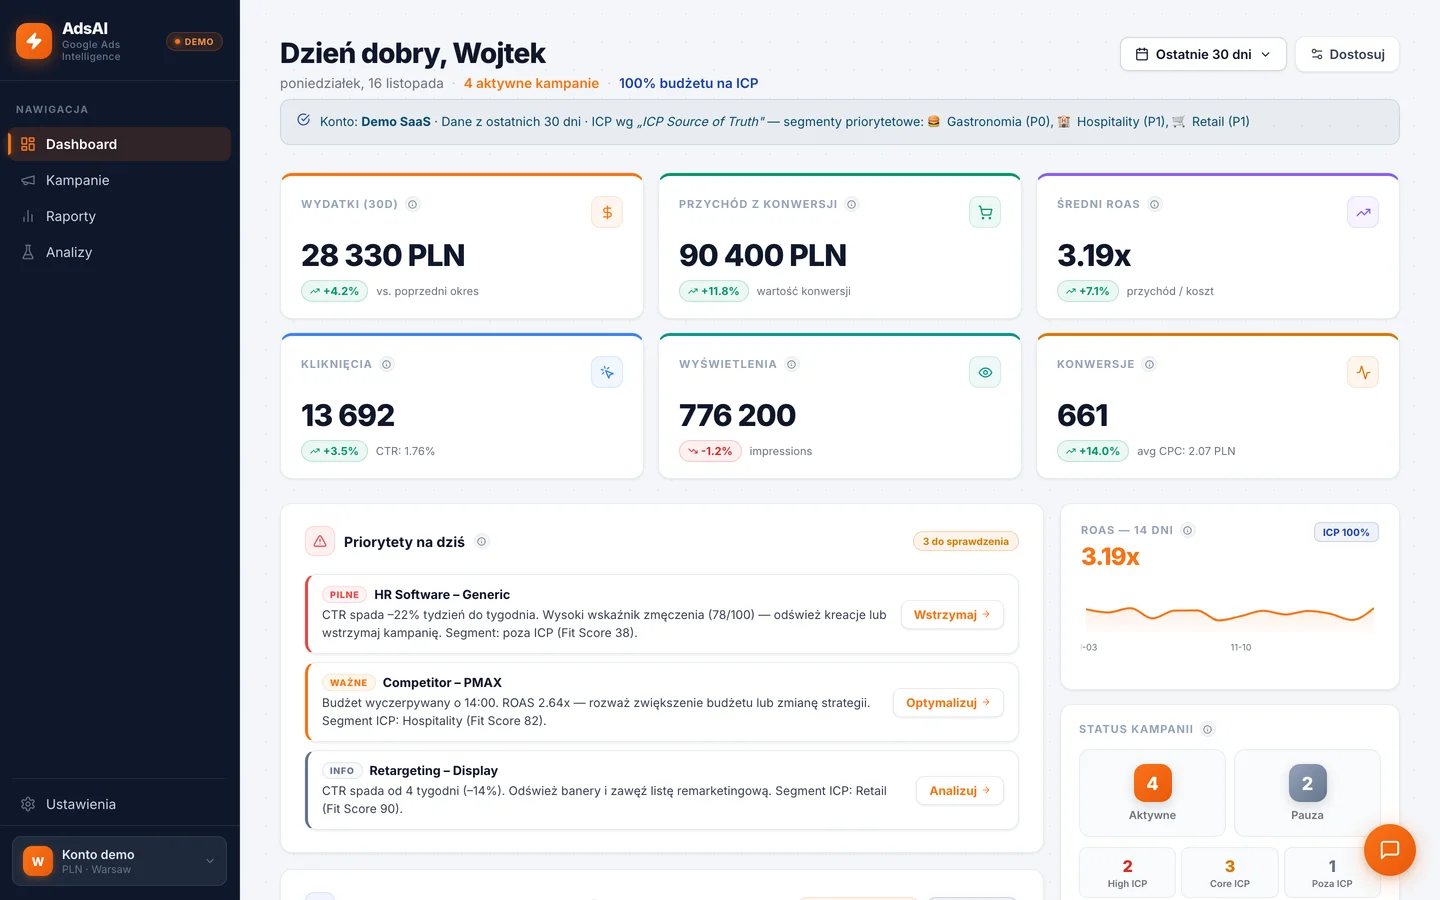 AdsAI
Google Ads
Intelligence
DEMO
NAWIGACJA
Dashboard
Kampanie
Raporty
Analizy
Ustawienia
W
Konto demo
PLN · Warsaw
Dzień dobry, Wojtek
poniedziałek, 16 listopada · 4 aktywne kampanie · 100% budżetu na ICP
Ostatnie 30 dni
Dostosuj
Konto: Demo SaaS · Dane z ostatnich 30 dni · ICP wg „ICP Source of Truth" — segmenty priorytetowe: 🍔 Gastronomia (P0), 🏨 Hospitality (P1), 🛒 Retail (P1)
WYDATKI (30D)
28 330 PLN
+4.2% vs. poprzedni okres
PRZYCHÓD Z KONWERSJI
90 400 PLN
+11.8% wartość konwersji
ŚREDNI ROAS
3.19x
+7.1% przychód / koszt
KLIKNIĘCIA
13 692
+3.5% CTR: 1.76%
WYŚWIETLENIA
776 200
-1.2% impressions
KONWERSJE
661
+14.0% avg CPC: 2.07 PLN
Priorytety na dziś
3 do sprawdzenia
PILNE HR Software – Generic
CTR spada –22% tydzień do tygodnia. Wysoki wskaźnik zmęczenia (78/100) — odśwież kreacje lub
wstrzymaj kampanię. Segment: poza ICP (Fit Score 38).
Wstrzymaj
WAŻNE Competitor – PMAX
Budżet wyczerpywany o 14:00. ROAS 2.64x — rozważ zwiększenie budżetu lub zmianę strategii.
Segment ICP: Hospitality (Fit Score 82).
Optymalizuj
INFO Retargeting – Display
CTR spada od 4 tygodni (–14%). Odśwież banery i zawęź listę remarketingową. Segment ICP: Retail
(Fit Score 90).
Analizuj
ROAS — 14 DNI
ICP 100%
3.19x
-03
11-10
STATUS KAMPANII
4
Aktywne
2
Pauza
2
High ICP
3
Core ICP
1
Poza ICP